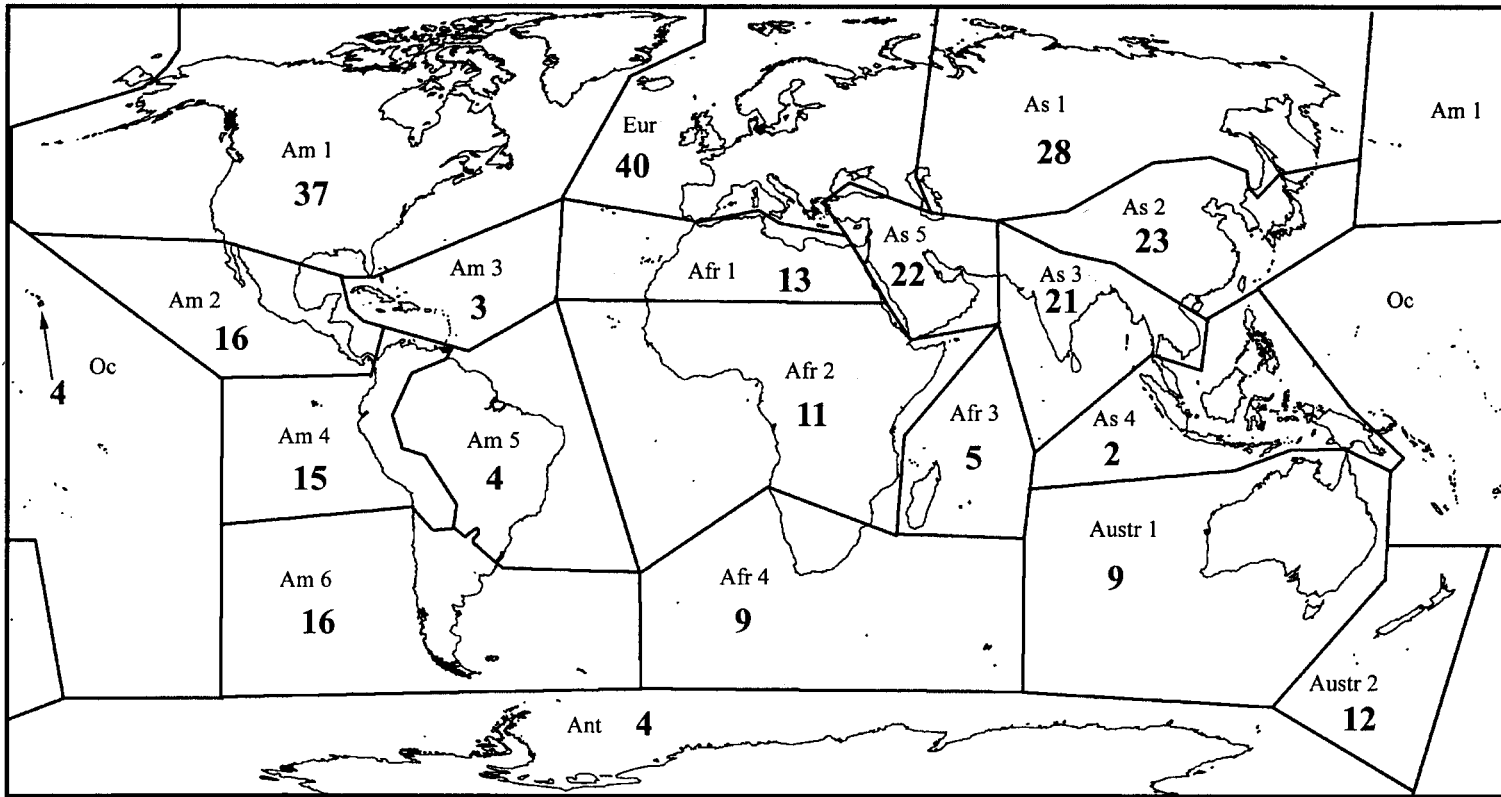 Eur
40
As 1
28
Am 1
Am 1
37
As 2
23
As 5
22
Am 3
3
Afr 1
13
As 3
21
Am 2
16
Oc
Oc
4
Afr 2
11
Afr 3
5
As 4
2
Am 4
15
Am 5
4
Austr 1
9
Am 6
16
Afr 4
9
Austr 2
12
Ant 4